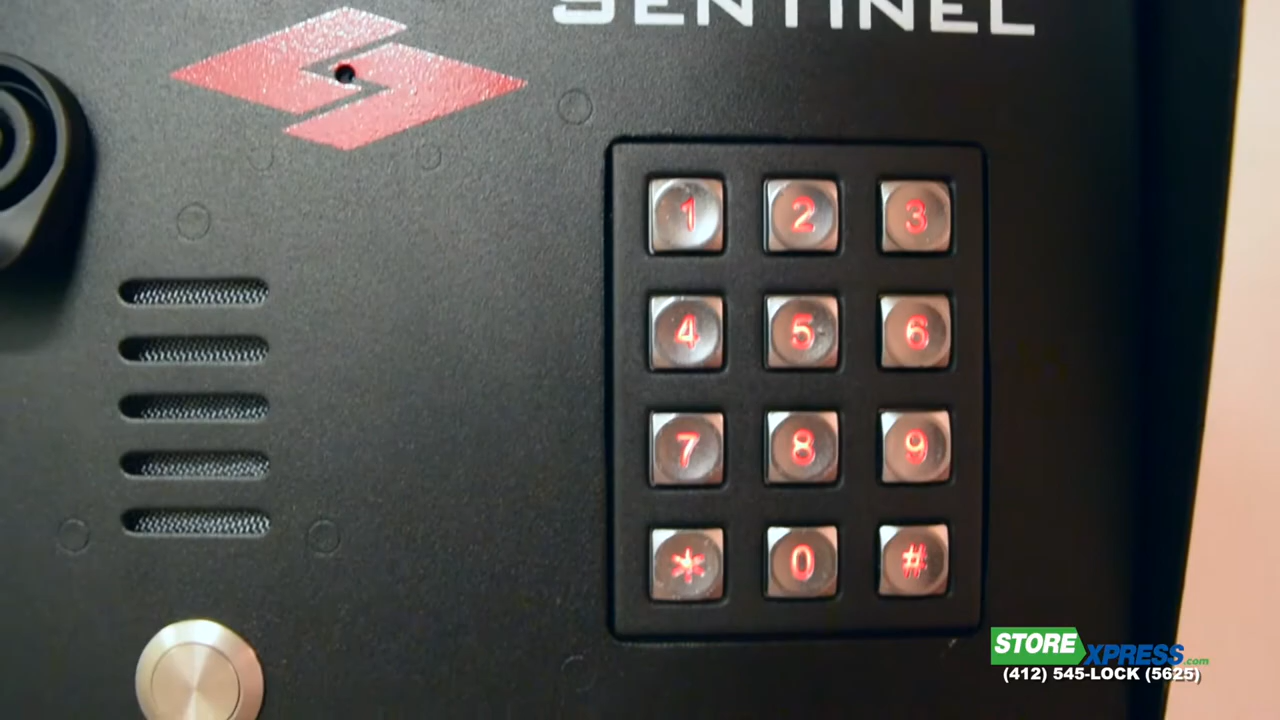 SENTINEL
1 2 3
4 5 6
7 8 9
* 0 #
STORE XPRESS.com
(412) 545-LOCK (5625)